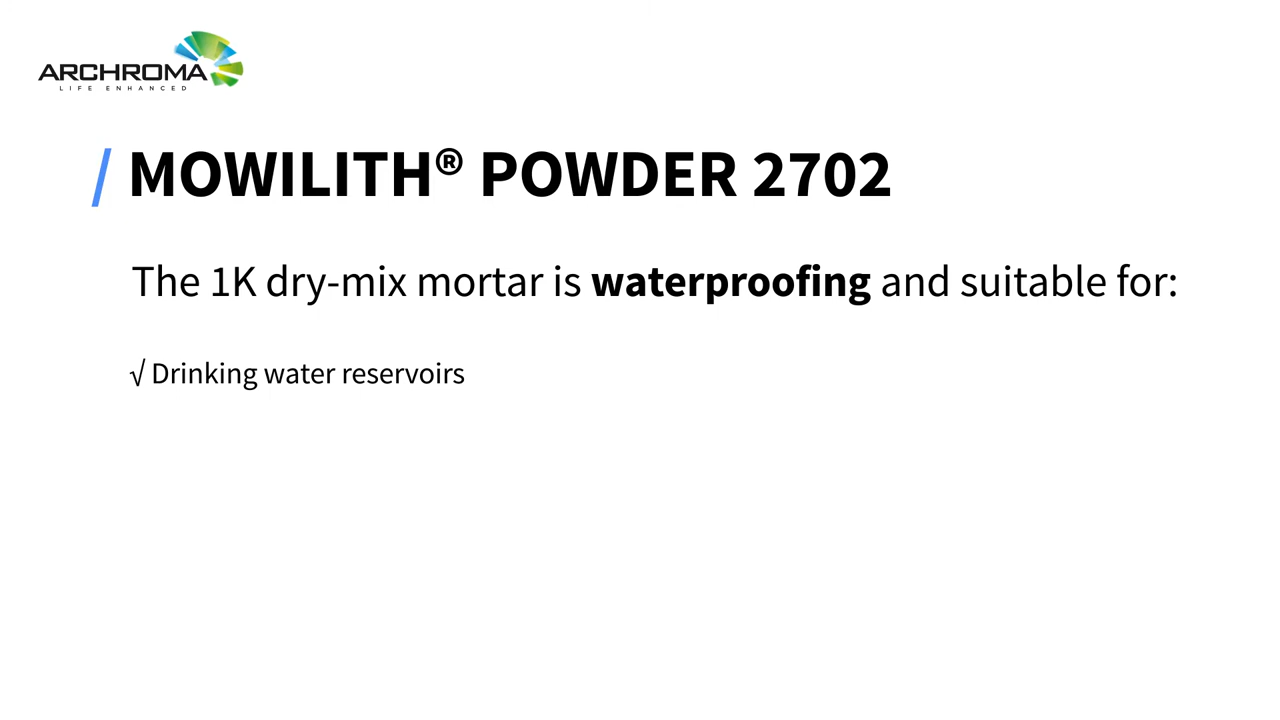 ARCHROMA
LIFE ENHANCED
/ MOWILITH® POWDER 2702
The 1K dry-mix mortar is waterproofing and suitable for:
√ Drinking water reservoirs